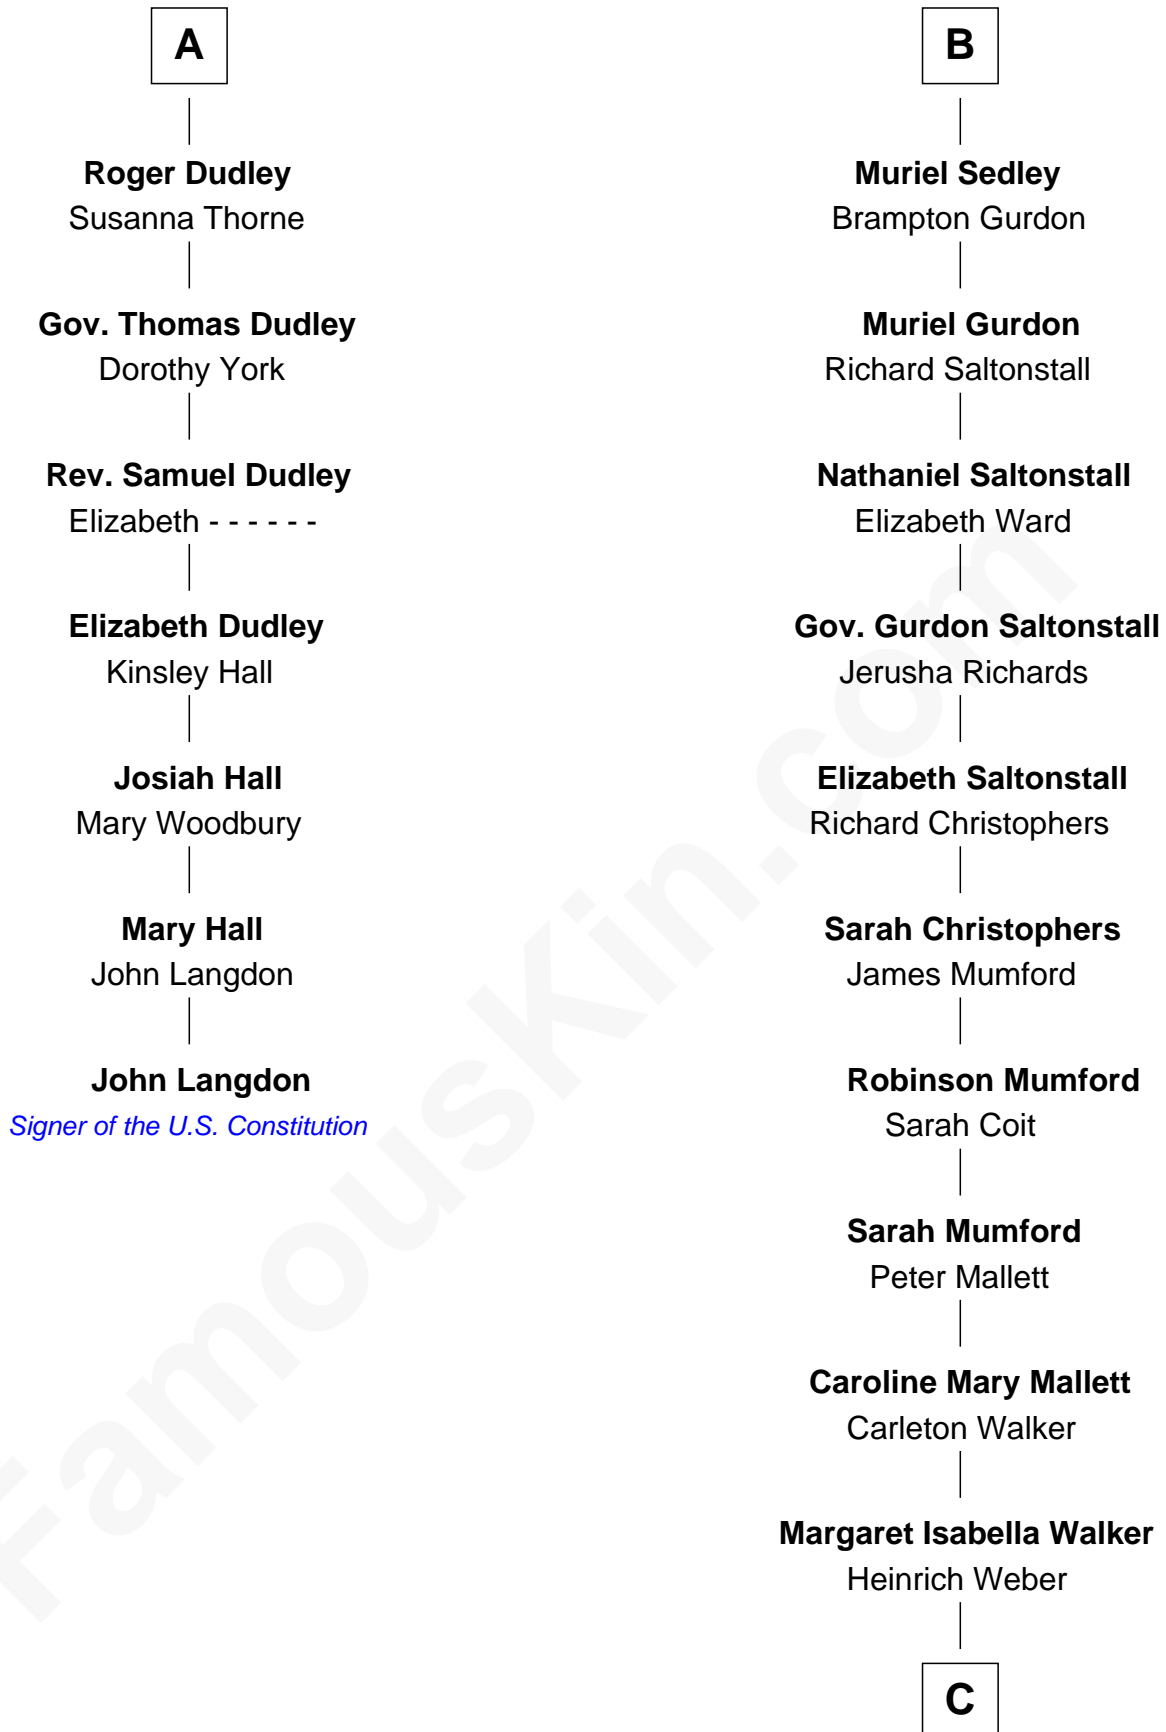 A
Roger Dudley
Susanna Thorne
Gov. Thomas Dudley
Dorothy York
Rev. Samuel Dudley
Elizabeth - - - - - -
Elizabeth Dudley
Kinsley Hall
Josiah Hall
Mary Woodbury
Mary Hall
John Langdon
John Langdon
Signer of the U.S. Constitution
B
Muriel Sedley
Brampton Gurdon
Muriel Gurdon
Richard Saltonstall
Nathaniel Saltonstall
Elizabeth Ward
Gov. Gurdon Saltonstall
Jerusha Richards
Elizabeth Saltonstall
Richard Christophers
Sarah Christophers
James Mumford
Robinson Mumford
Sarah Coit
Sarah Mumford
Peter Mallett
Caroline Mary Mallett
Carleton Walker
Margaret Isabella Walker
Heinrich Weber
C
FamousKin.com